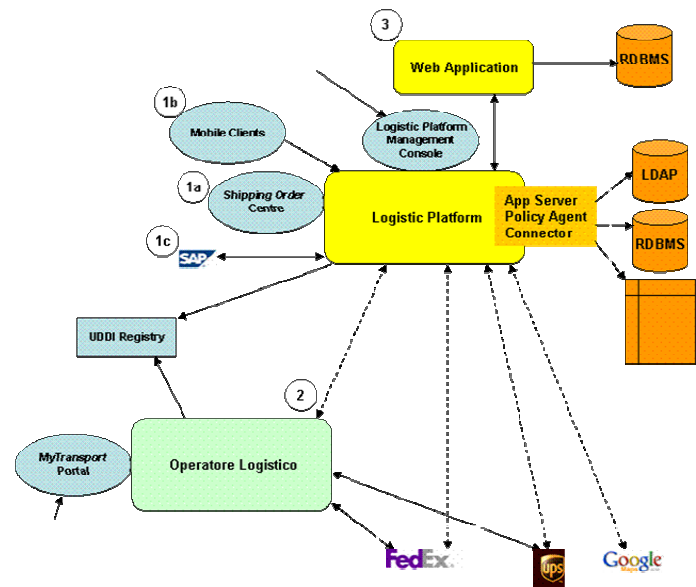 3
Web Application
RDBMS
1b
Mobile Clients
Logistic Platform
Management
Console
1a
Shipping Order
Centre
Logistic Platform
App Server
Policy Agent
Connector
LDAP
RDBMS
1c
SAP
UDDI Registry
2
MyTransport
Portal
Operatore Logistico
FedEx
ups
Google
Maps